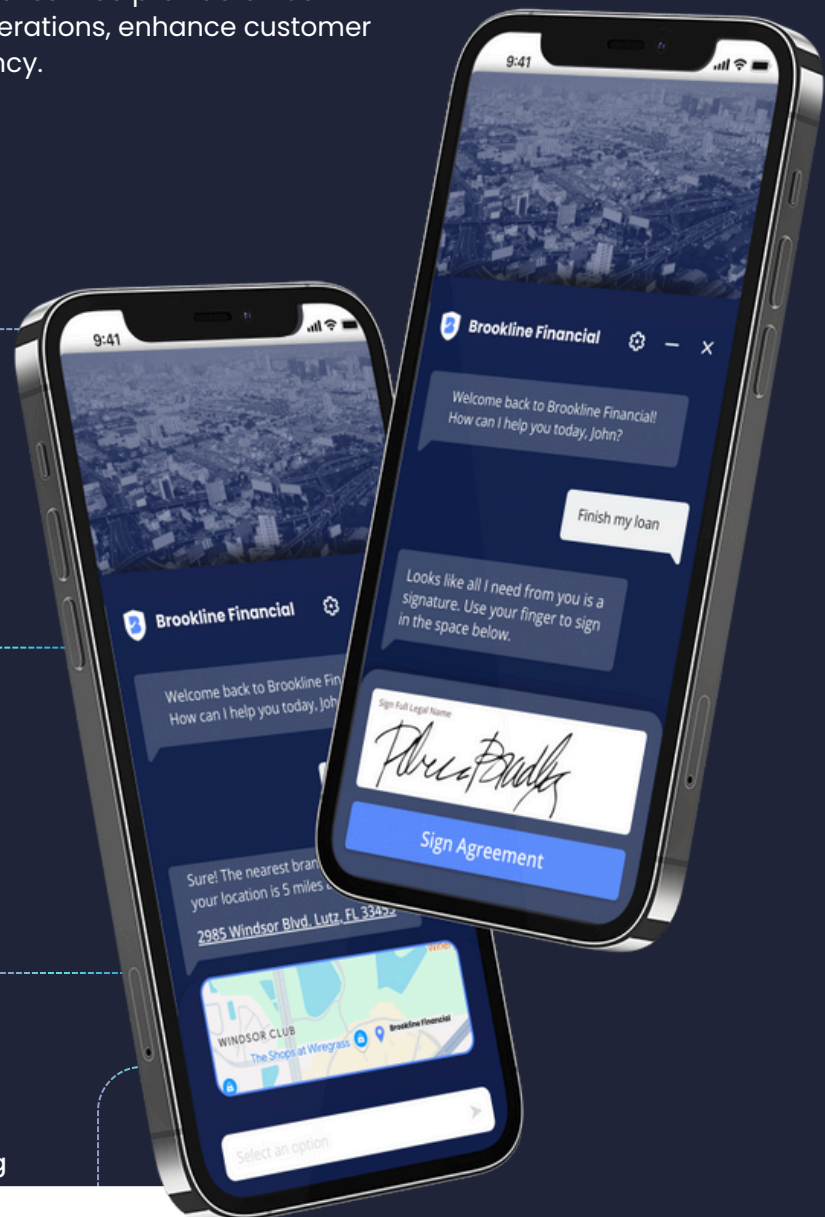 erations, enhance customer
ncy.
9:41
Brookline Financial
Welcome back to Brookline Financial!
How can I help you today, John?
Finish my loan
Looks like all I need from you is a
signature. Use your finger to sign
in the space below.
Sign Full Legal Name
Sign Agreement
9:41
Brookline Financial
Welcome back to Brookline Fin
How can I help you today, Joh
Sure! The nearest bran
your location is 5 miles
2985 Windsor Blvd. Lutz, FL
WINDSOR CLUB
The Shops at Wiregrass
Brookline Financial
Select an option
g